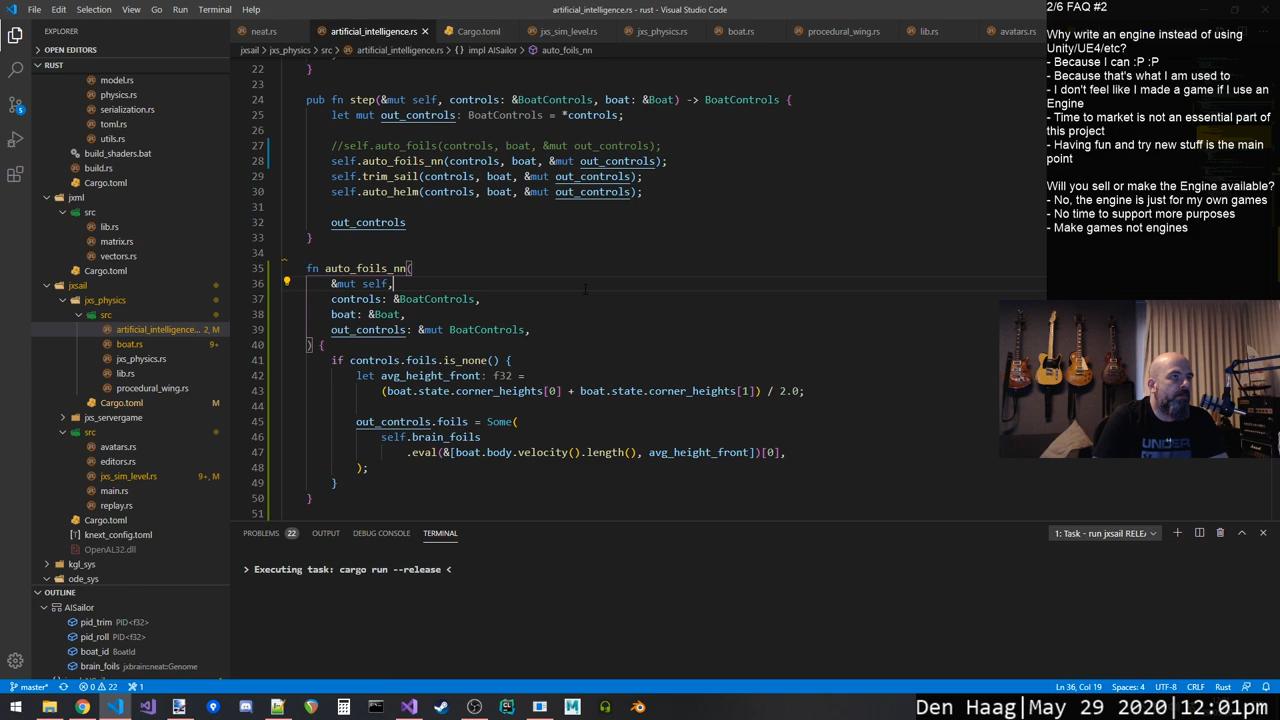 File Edit Selection View Go Run Terminal Help
artificial_intelligence.rs - rust - Visual Studio Code
EXPLORER
neat.rs artificial_intelligence.rs Cargo.toml jxs_sim_level.rs jxs_physics.rs boat.rs procedural_wing.rs lib.rs avatars.rs
OPEN EDITORS
jxsail > jxs_physics > src > artificial_intelligence.rs > {} impl AISailor > auto_foils_nn
RUST
model.rs
physics.rs
serialization.rs
toml.rs
utils.rs
build_shaders.bat
build.rs
Cargo.toml
jxml
src
lib.rs
matrix.rs
vectors.rs
Cargo.toml
jxsail
jxs_physics
src
artificial_intelligence... 2, M
boat.rs 9+
jxs_physics.rs
lib.rs
procedural_wing.rs
Cargo.toml M
jxs_servergame
src
avatars.rs
editors.rs
jxs_sim_level.rs 9+, M
main.rs
replay.rs
Cargo.toml
knext_config.toml
OpenAL32.dll
kgl_sys
ode_sys
OUTLINE
AISailor
pid_trim PID<f32>
pid_roll PID<f32>
boat_id BoatId
brain_foils jxbrain::neat::Genome
22 }
23
24 pub fn step(&mut self, controls: &BoatControls, boat: &Boat) -> BoatControls {
25 let mut out_controls: BoatControls = *controls;
26
27 //self.auto_foils(controls, boat, &mut out_controls);
28 self.auto_foils_nn(controls, boat, &mut out_controls);
29 self.trim_sail(controls, boat, &mut out_controls);
30 self.auto_helm(controls, boat, &mut out_controls);
31
32 out_controls
33 }
34
35 fn auto_foils_nn(
36 &mut self,
37 controls: &BoatControls,
38 boat: &Boat,
39 out_controls: &mut BoatControls,
40 ) {
41 if controls.foils.is_none() {
42 let avg_height_front: f32 =
43 (boat.state.corner_heights[0] + boat.state.corner_heights[1]) / 2.0;
44
45 out_controls.foils = Some(
46 self.brain_foils
47 .eval(&[boat.body.velocity().length(), avg_height_front])[0],
48 );
49 }
50 }
51
PROBLEMS 22 OUTPUT DEBUG CONSOLE TERMINAL
1: Task - run jxsail RELEA
> Executing task: cargo run --release <
2/6 FAQ #2
Why write an engine instead of using
Unity/UE4/etc?
- Because I can :P :P
- Because that's what I am used to
- I don't feel like I made a game if I use an
Engine
- Time to market is not an essential part of
this project
- Having fun and try new stuff is the main
point
Will you sell or make the Engine available?
- No, the engine is just for my own games
- No time to support more purposes
- Make games not engines
UNDER
master* 0 22 1
Ln 36, Col 19 Spaces: 4 UTF-8 CRLF Rust
Den Haag|May 29 2020|12:01pm